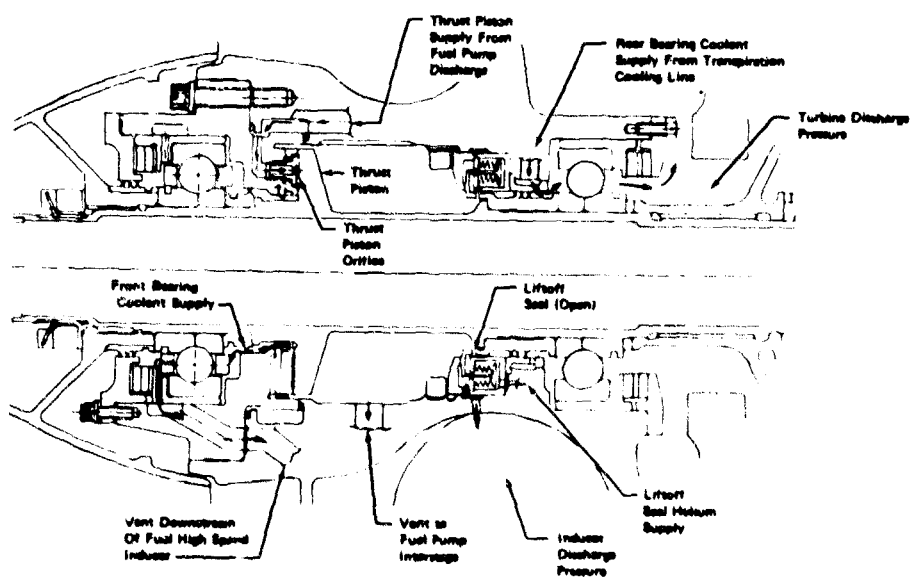 Thrust Piston
Supply From
Fuel Pump
Discharge
Rear Bearing Coolant
Supply From Transpiration
Cooling Line
Turbine Discharge
Pressure
Thrust
Piston
Thrust
Piston
Orifice
Front Bearing
Coolant Supply
Liftoff
Seal (Open)
Vent Downstream
Of Fuel High Speed
Inducer
Vent to
Fuel Pump
Interstage
Inducer
Discharge
Pressure
Liftoff
Seal Helium
Supply